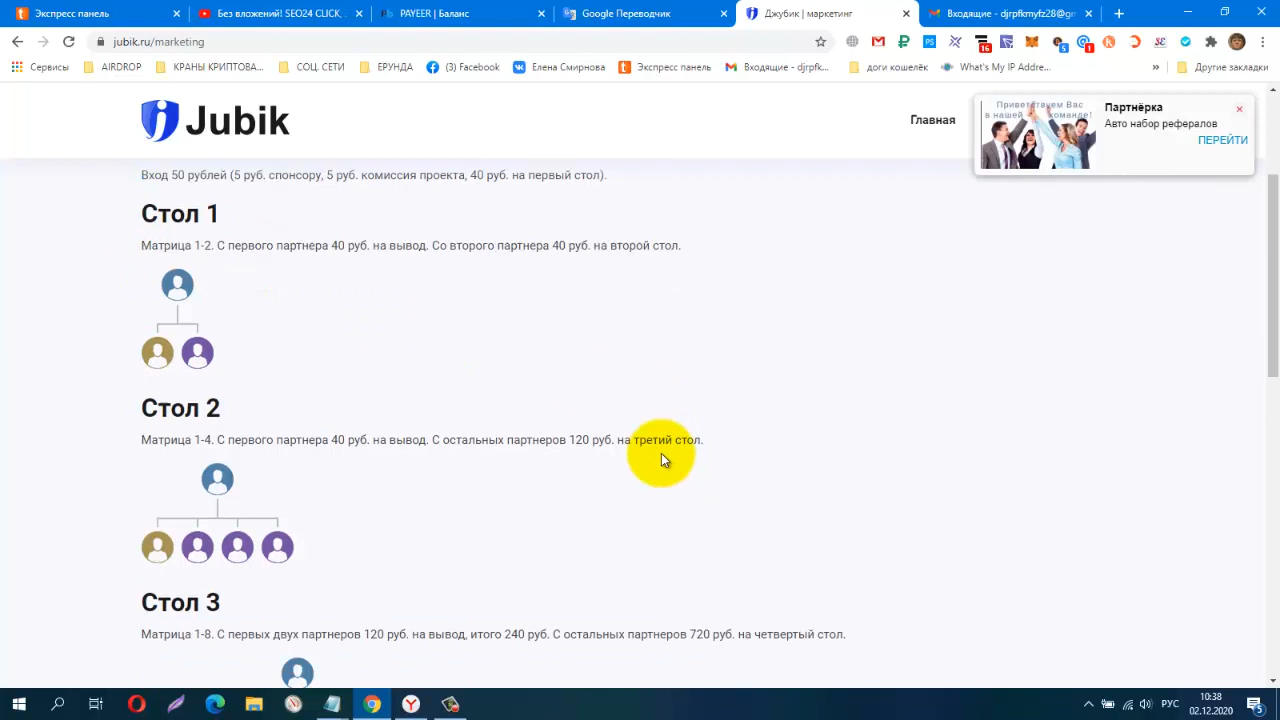 Экспресс панель
Без вложений! SEO24 CLICK,
PAYEER | Баланс
Google Переводчик
Джубик | маркетинг
Входящие - djrpfkmyfz28@gm
jubik.ru/marketing
16
5
1
Сервисы
AIRDROP
КРАНЫ КРИПТОВА...
СОЦ. СЕТИ
ЕРУНДА
(3) Facebook
Елена Смирнова
Экспресс панель
Входящие - djrpfk...
доги кошелёк
What's My IP Addre...
Другие закладки
Jubik
Главная
Приветствуем Вас
в нашей команде!
Партнёрка
Авто набор рефералов
ПЕРЕЙТИ
Вход 50 рублей (5 руб. спонсору, 5 руб. комиссия проекта, 40 руб. на первый стол).
Стол 1
Матрица 1-2. С первого партнера 40 руб. на вывод. Со второго партнера 40 руб. на второй стол.
Стол 2
Матрица 1-4. С первого партнера 40 руб. на вывод. С остальных партнеров 120 руб. на третий стол.
Стол 3
Матрица 1-8. С первых двух партнеров 120 руб. на вывод, итого 240 руб. С остальных партнеров 720 руб. на четвертый стол.
РУС
10:38
02.12.2020
5